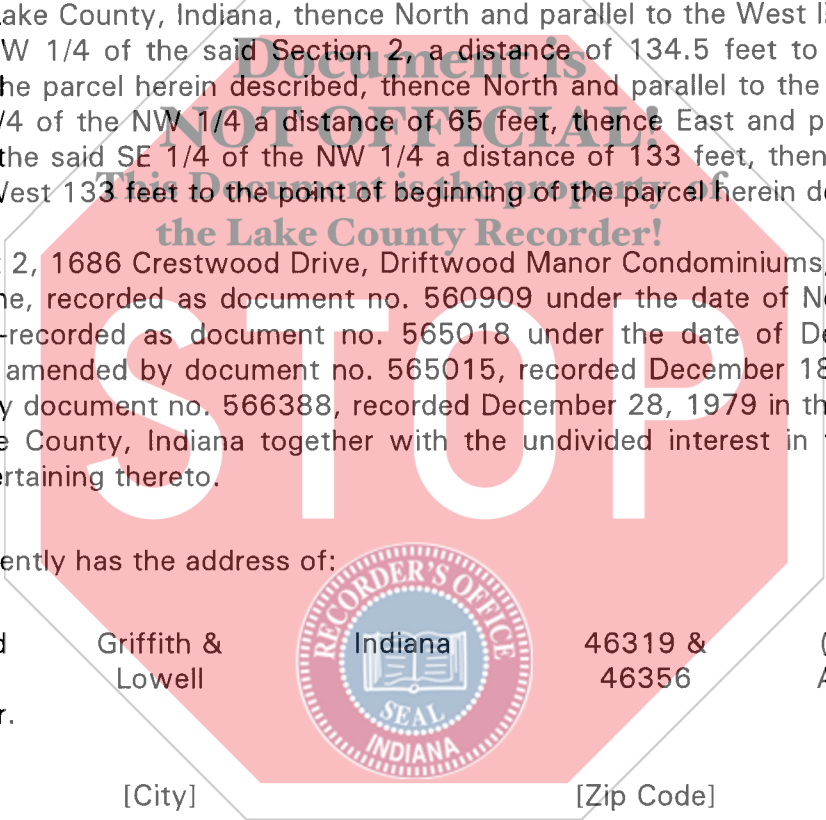 ake County, Indiana, thence North and parallel to the West l
W 1/4 of the said Section 2, a distance of 134.5 feet to
he parcel herein described, thence North and parallel to the
/4 of the NW 1/4 a distance of 65 feet, thence East and p
the said SE 1/4 of the NW 1/4 a distance of 133 feet, then
est 133 feet to the point of beginning of the parcel herein d
Document is
NOT OFFICIAL!
This Document is the property of
the Lake County Recorder!
2, 1686 Crestwood Drive, Driftwood Manor Condominiums,
ne, recorded as document no. 560909 under the date of N
-recorded as document no. 565018 under the date of De
amended by document no. 565015, recorded December 18
y document no. 566388, recorded December 28, 1979 in th
e County, Indiana together with the undivided interest in
ertaining thereto.
STOP
ently has the address of:
d Griffith & Indiana 46319 & (
Lowell 46356 A
r.
RECORDER'S OFFICE
SEAL
INDIANA
[City] [Zip Code]